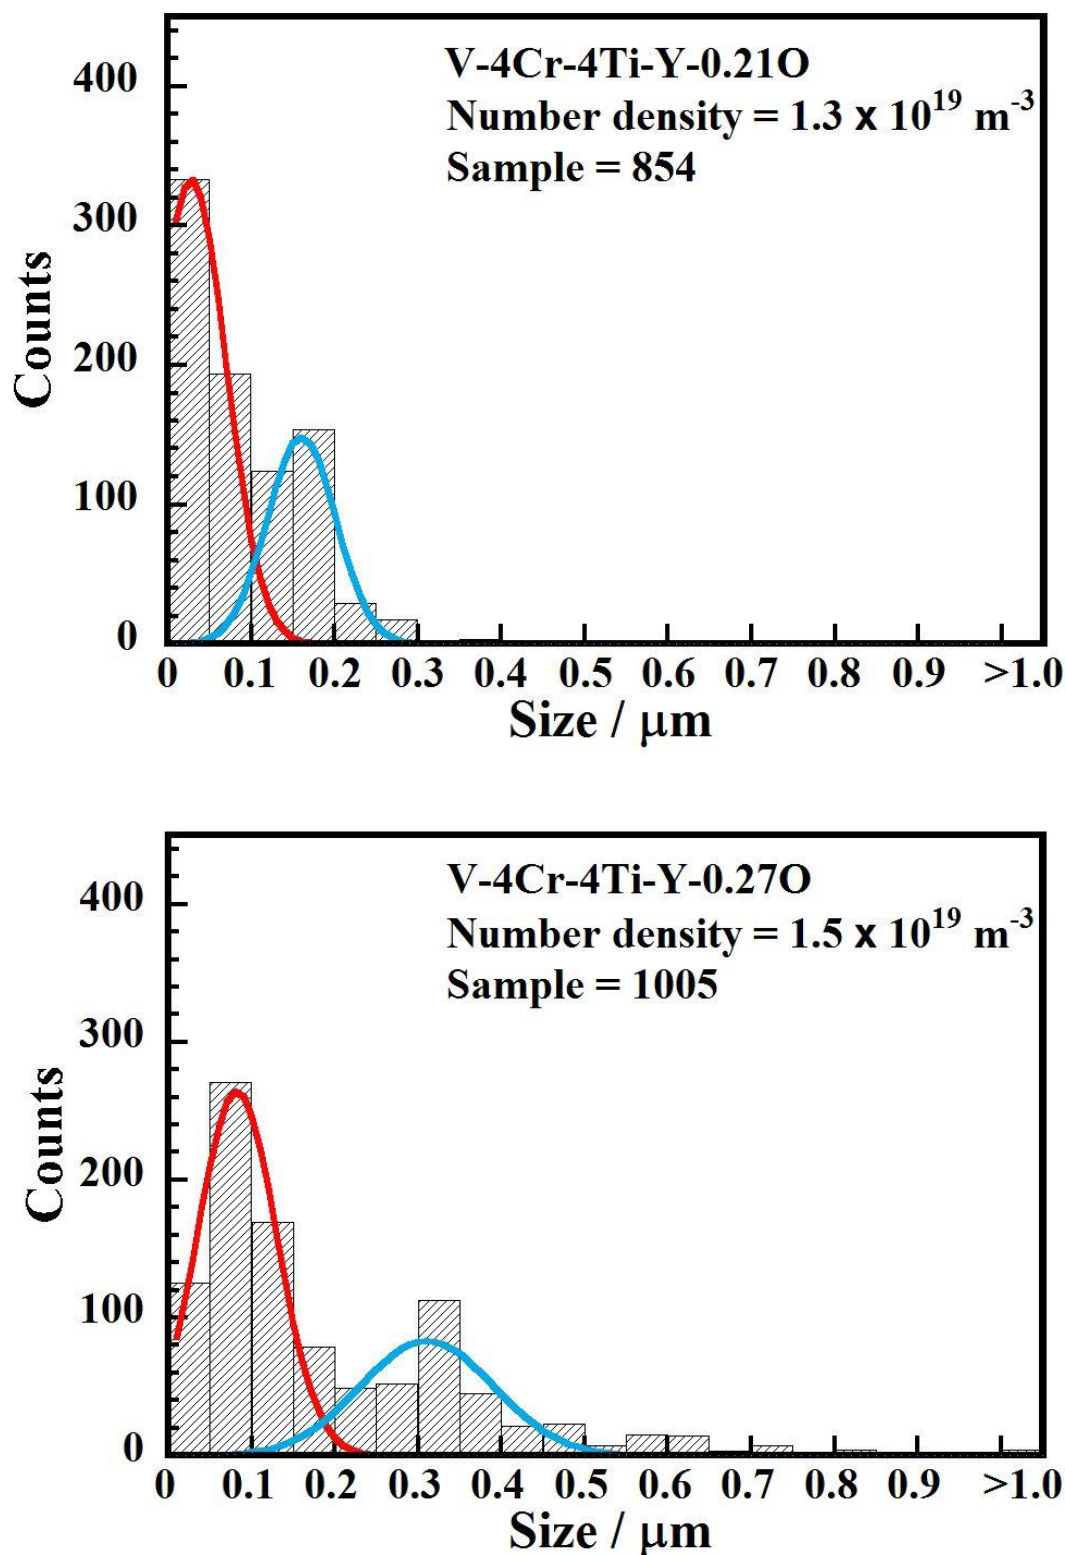 V-4Cr-4Ti-Y-0.21O
Number density = 1.3 x 10¹⁹ m⁻³
Sample = 854
Counts
400
300
200
100
0
0 0.1 0.2 0.3 0.4 0.5 0.6 0.7 0.8 0.9 >1.0
Size / μm
V-4Cr-4Ti-Y-0.27O
Number density = 1.5 x 10¹⁹ m⁻³
Sample = 1005
Counts
400
300
200
100
0
0 0.1 0.2 0.3 0.4 0.5 0.6 0.7 0.8 0.9 >1.0
Size / μm